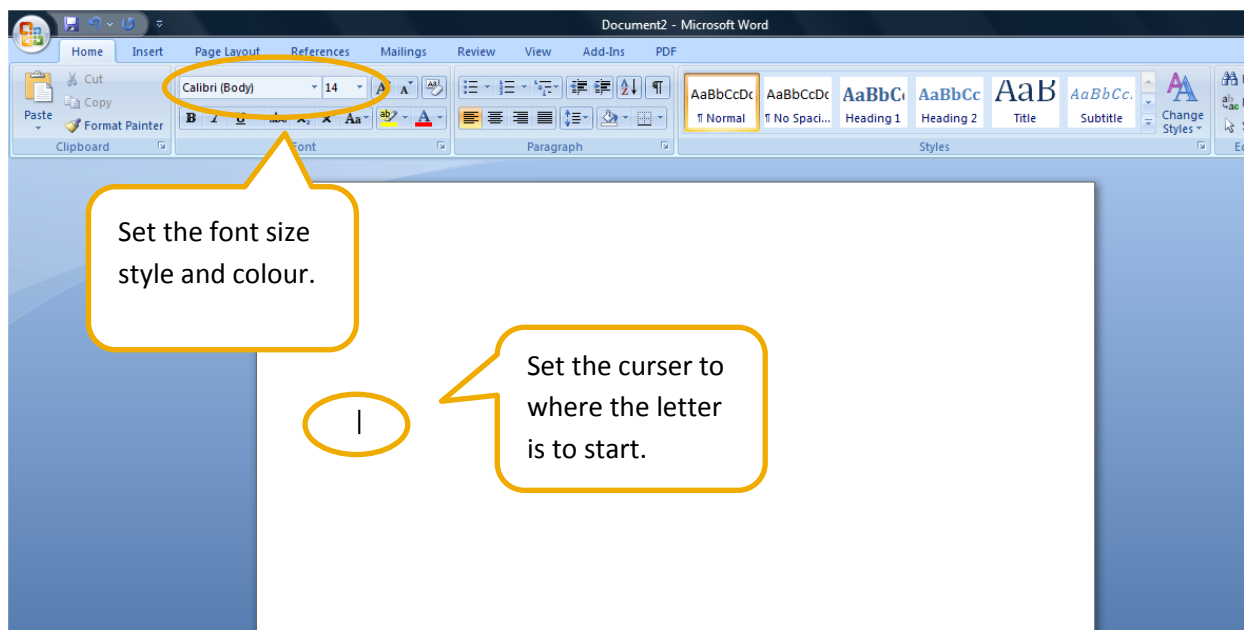 Document2 - Microsoft Word
Home Insert Page Layout References Mailings Review View Add-Ins PDF
Cut
Copy
Format Painter
Paste
Calibri (Body) 14
B I U abc Aa
AaBbCcDc AaBbCcDc AaBbC AaBbCc AaB AaBbCc.
¶ Normal ¶ No Spaci... Heading 1 Heading 2 Title Subtitle
Change
Styles
Clipboard Font Paragraph Styles
Set the font size
style and colour.
Set the curser to
where the letter
is to start.